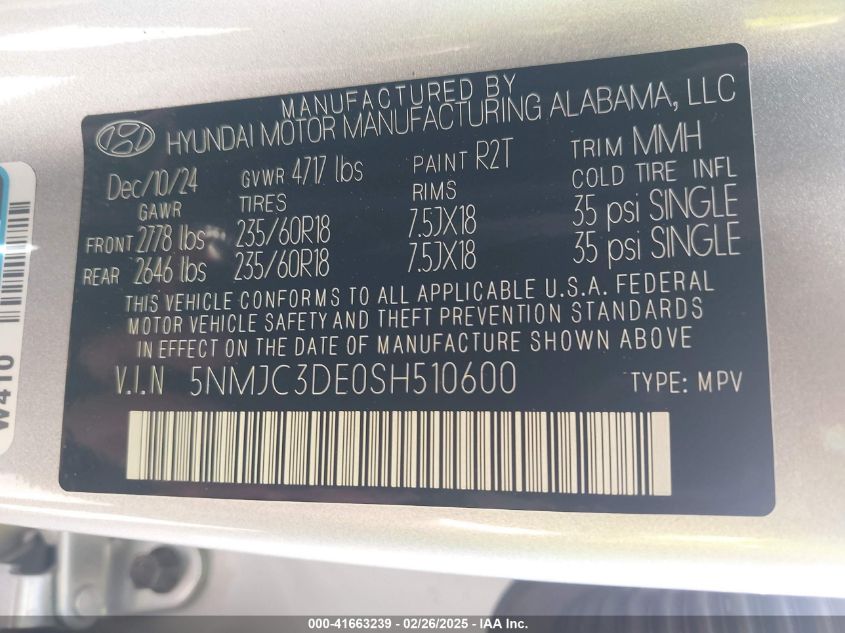 MANUFACTURED BY
HYUNDAI MOTOR MANUFACTURING ALABAMA, LLC
Dec/10/24 GVWR 4717 lbs PAINT R2T TRIM MMH
GAWR TIRES RIMS COLD TIRE INFL
FRONT 2778 lbs 235/60R18 7.5JX18 35 psi SINGLE
REAR 2646 lbs 235/60R18 7.5JX18 35 psi SINGLE
THIS VEHICLE CONFORMS TO ALL APPLICABLE U.S.A. FEDERAL
MOTOR VEHICLE SAFETY AND THEFT PREVENTION STANDARDS
IN EFFECT ON THE DATE OF MANUFACTURE SHOWN ABOVE
V.I.N 5NMJC3DE0SH510600 TYPE: MPV
W410
000-41663239 - 02/26/2025 - IAA Inc.